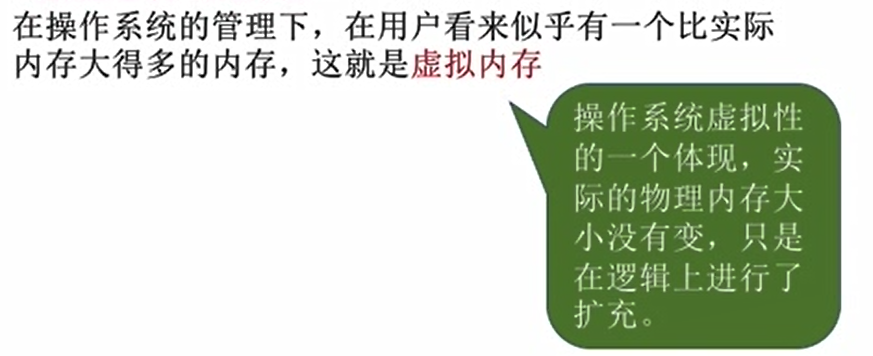 在操作系统的管理下，在用户看来似乎有一个比实际
内存大得多的内存，这就是虚拟内存
操作系统虚拟性
的一个体现，实
际的物理内存大
小没有变，只是
在逻辑上进行了
扩充。